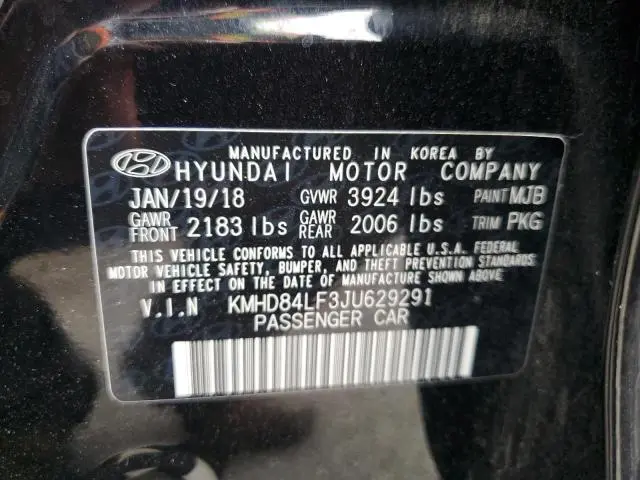 MANUFACTURED IN KOREA BY
HYUNDAI MOTOR COMPANY
JAN/19/18 GVWR 3924 lbs PAINT MJB
GAWR FRONT 2183 lbs GAWR REAR 2006 lbs TRIM PKG
THIS VEHICLE CONFORMS TO ALL APPLICABLE U.S.A. FEDERAL
MOTOR VEHICLE SAFETY, BUMPER, AND THEFT PREVENTION STANDARDS
IN EFFECT ON THE DATE OF MANUFACTURE SHOWN ABOVE.
V.I.N KMHD84LF3JU629291
PASSENGER CAR